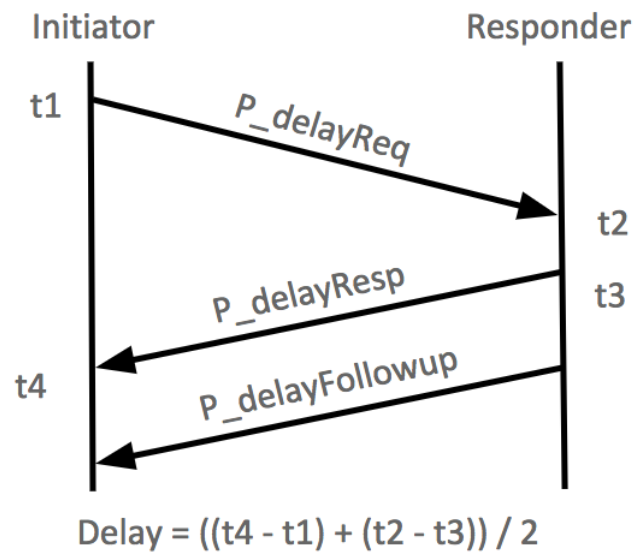 Initiator
Responder
t1
P_delayReq
t2
P_delayResp
t3
t4
P_delayFollowup
Delay = ((t4 - t1) + (t2 - t3)) / 2